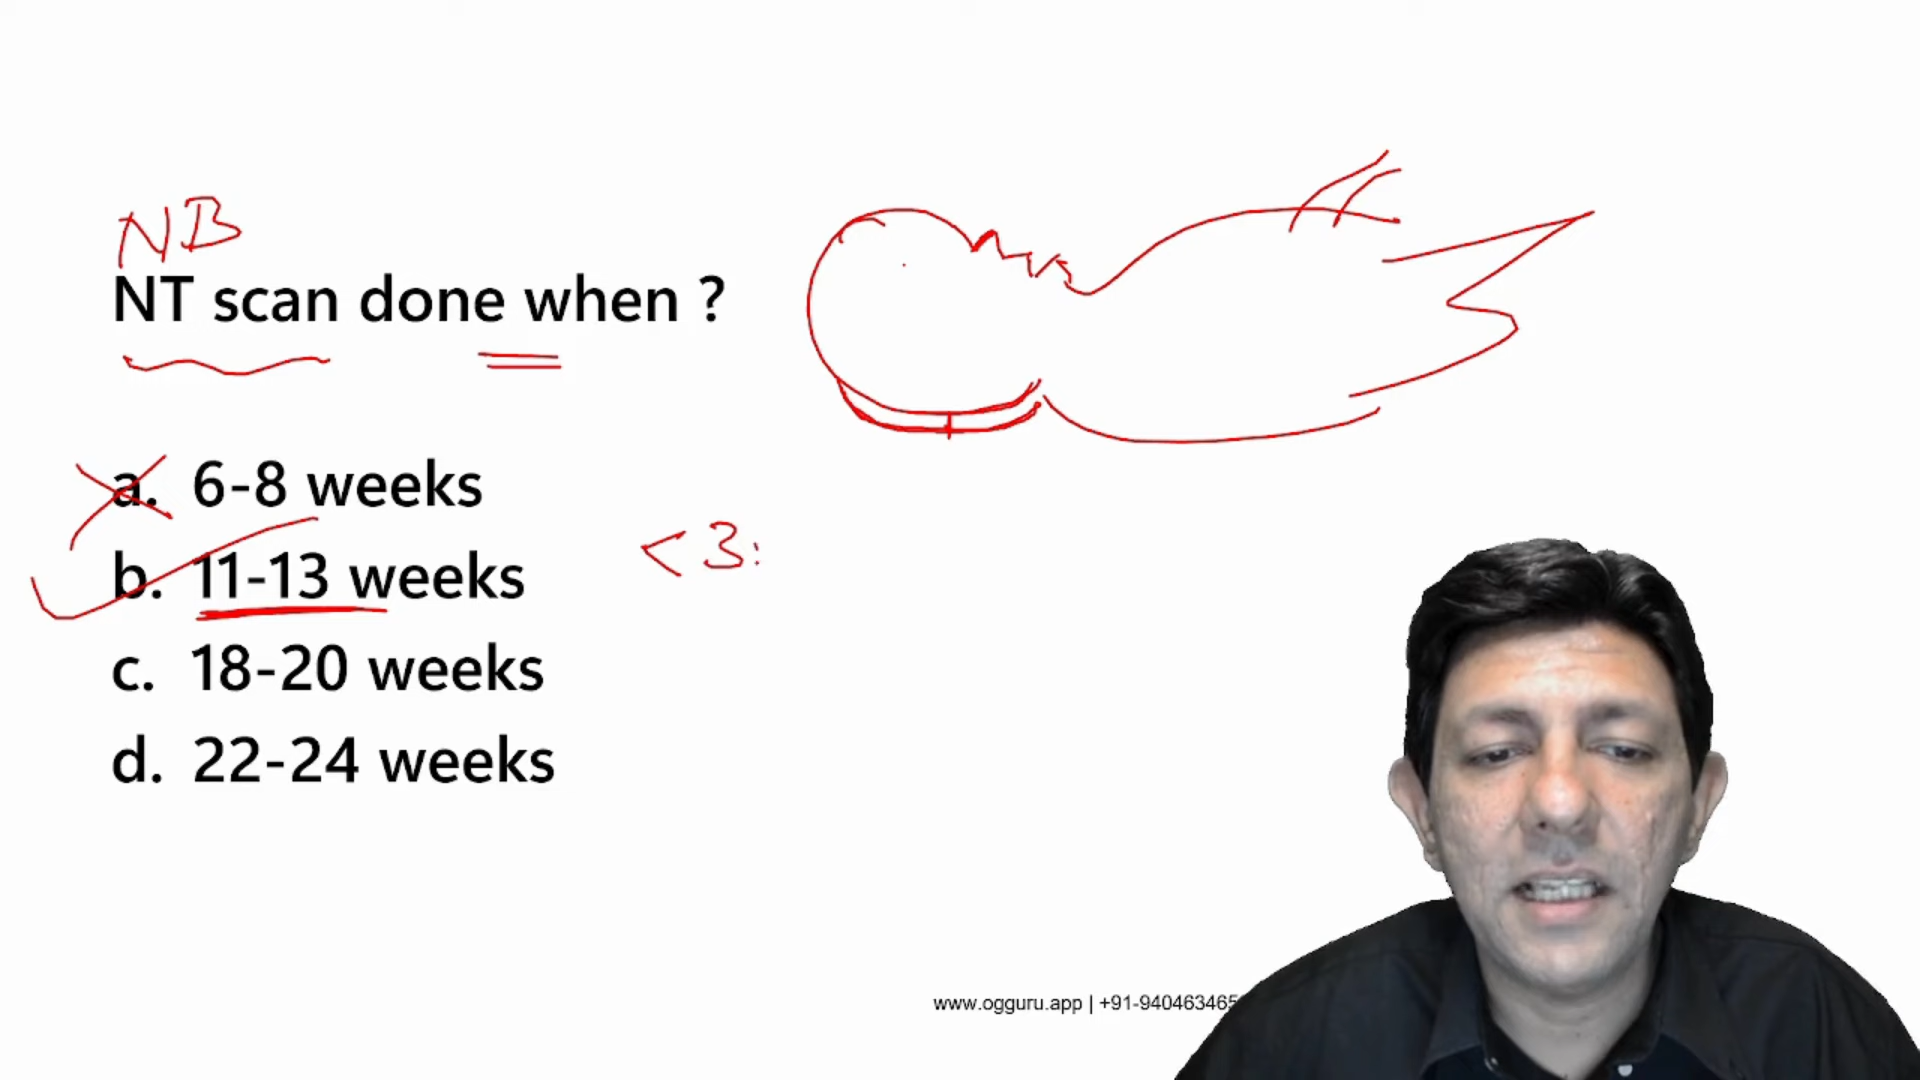 NB
NT scan done when ?
a. 6-8 weeks
b. 11-13 weeks
<3
c. 18-20 weeks
d. 22-24 weeks
www.ogguru.app | +91-940463465